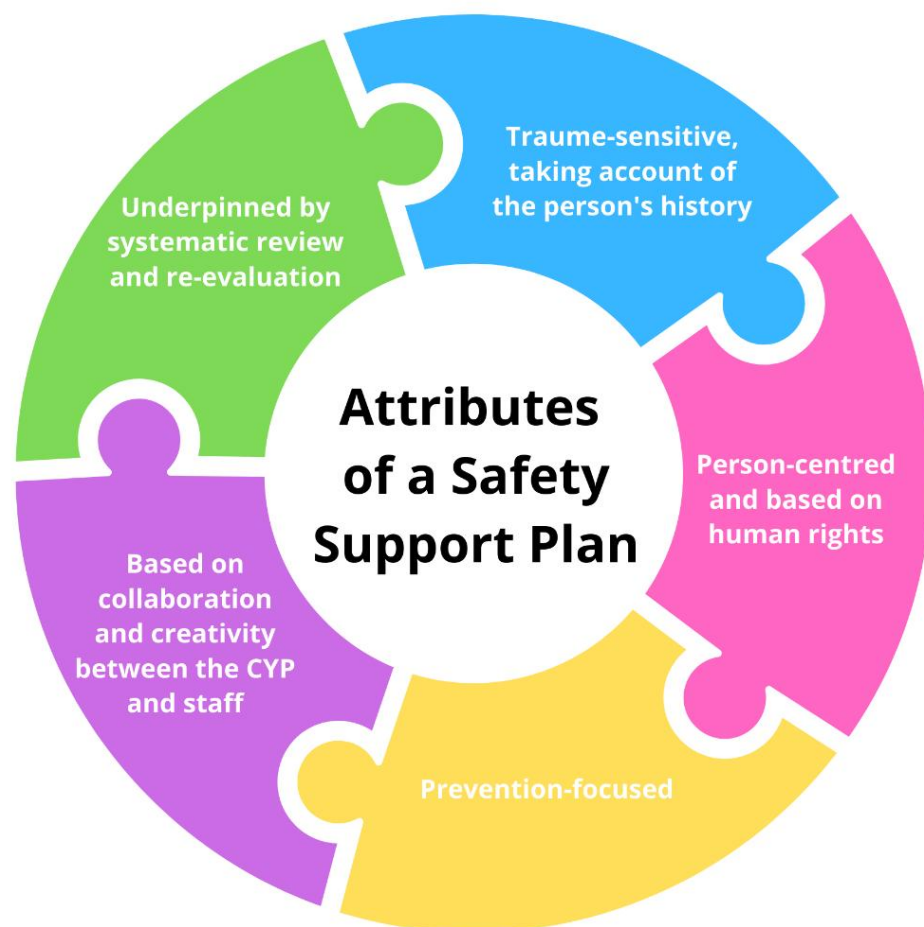 Attributes
of a Safety
Support Plan
Traume-sensitive,
taking account of
the person's history
Person-centred
and based on
human rights
Prevention-focused
Based on
collaboration
and creativity
between the CYP
and staff
Underpinned by
systematic review
and re-evaluation